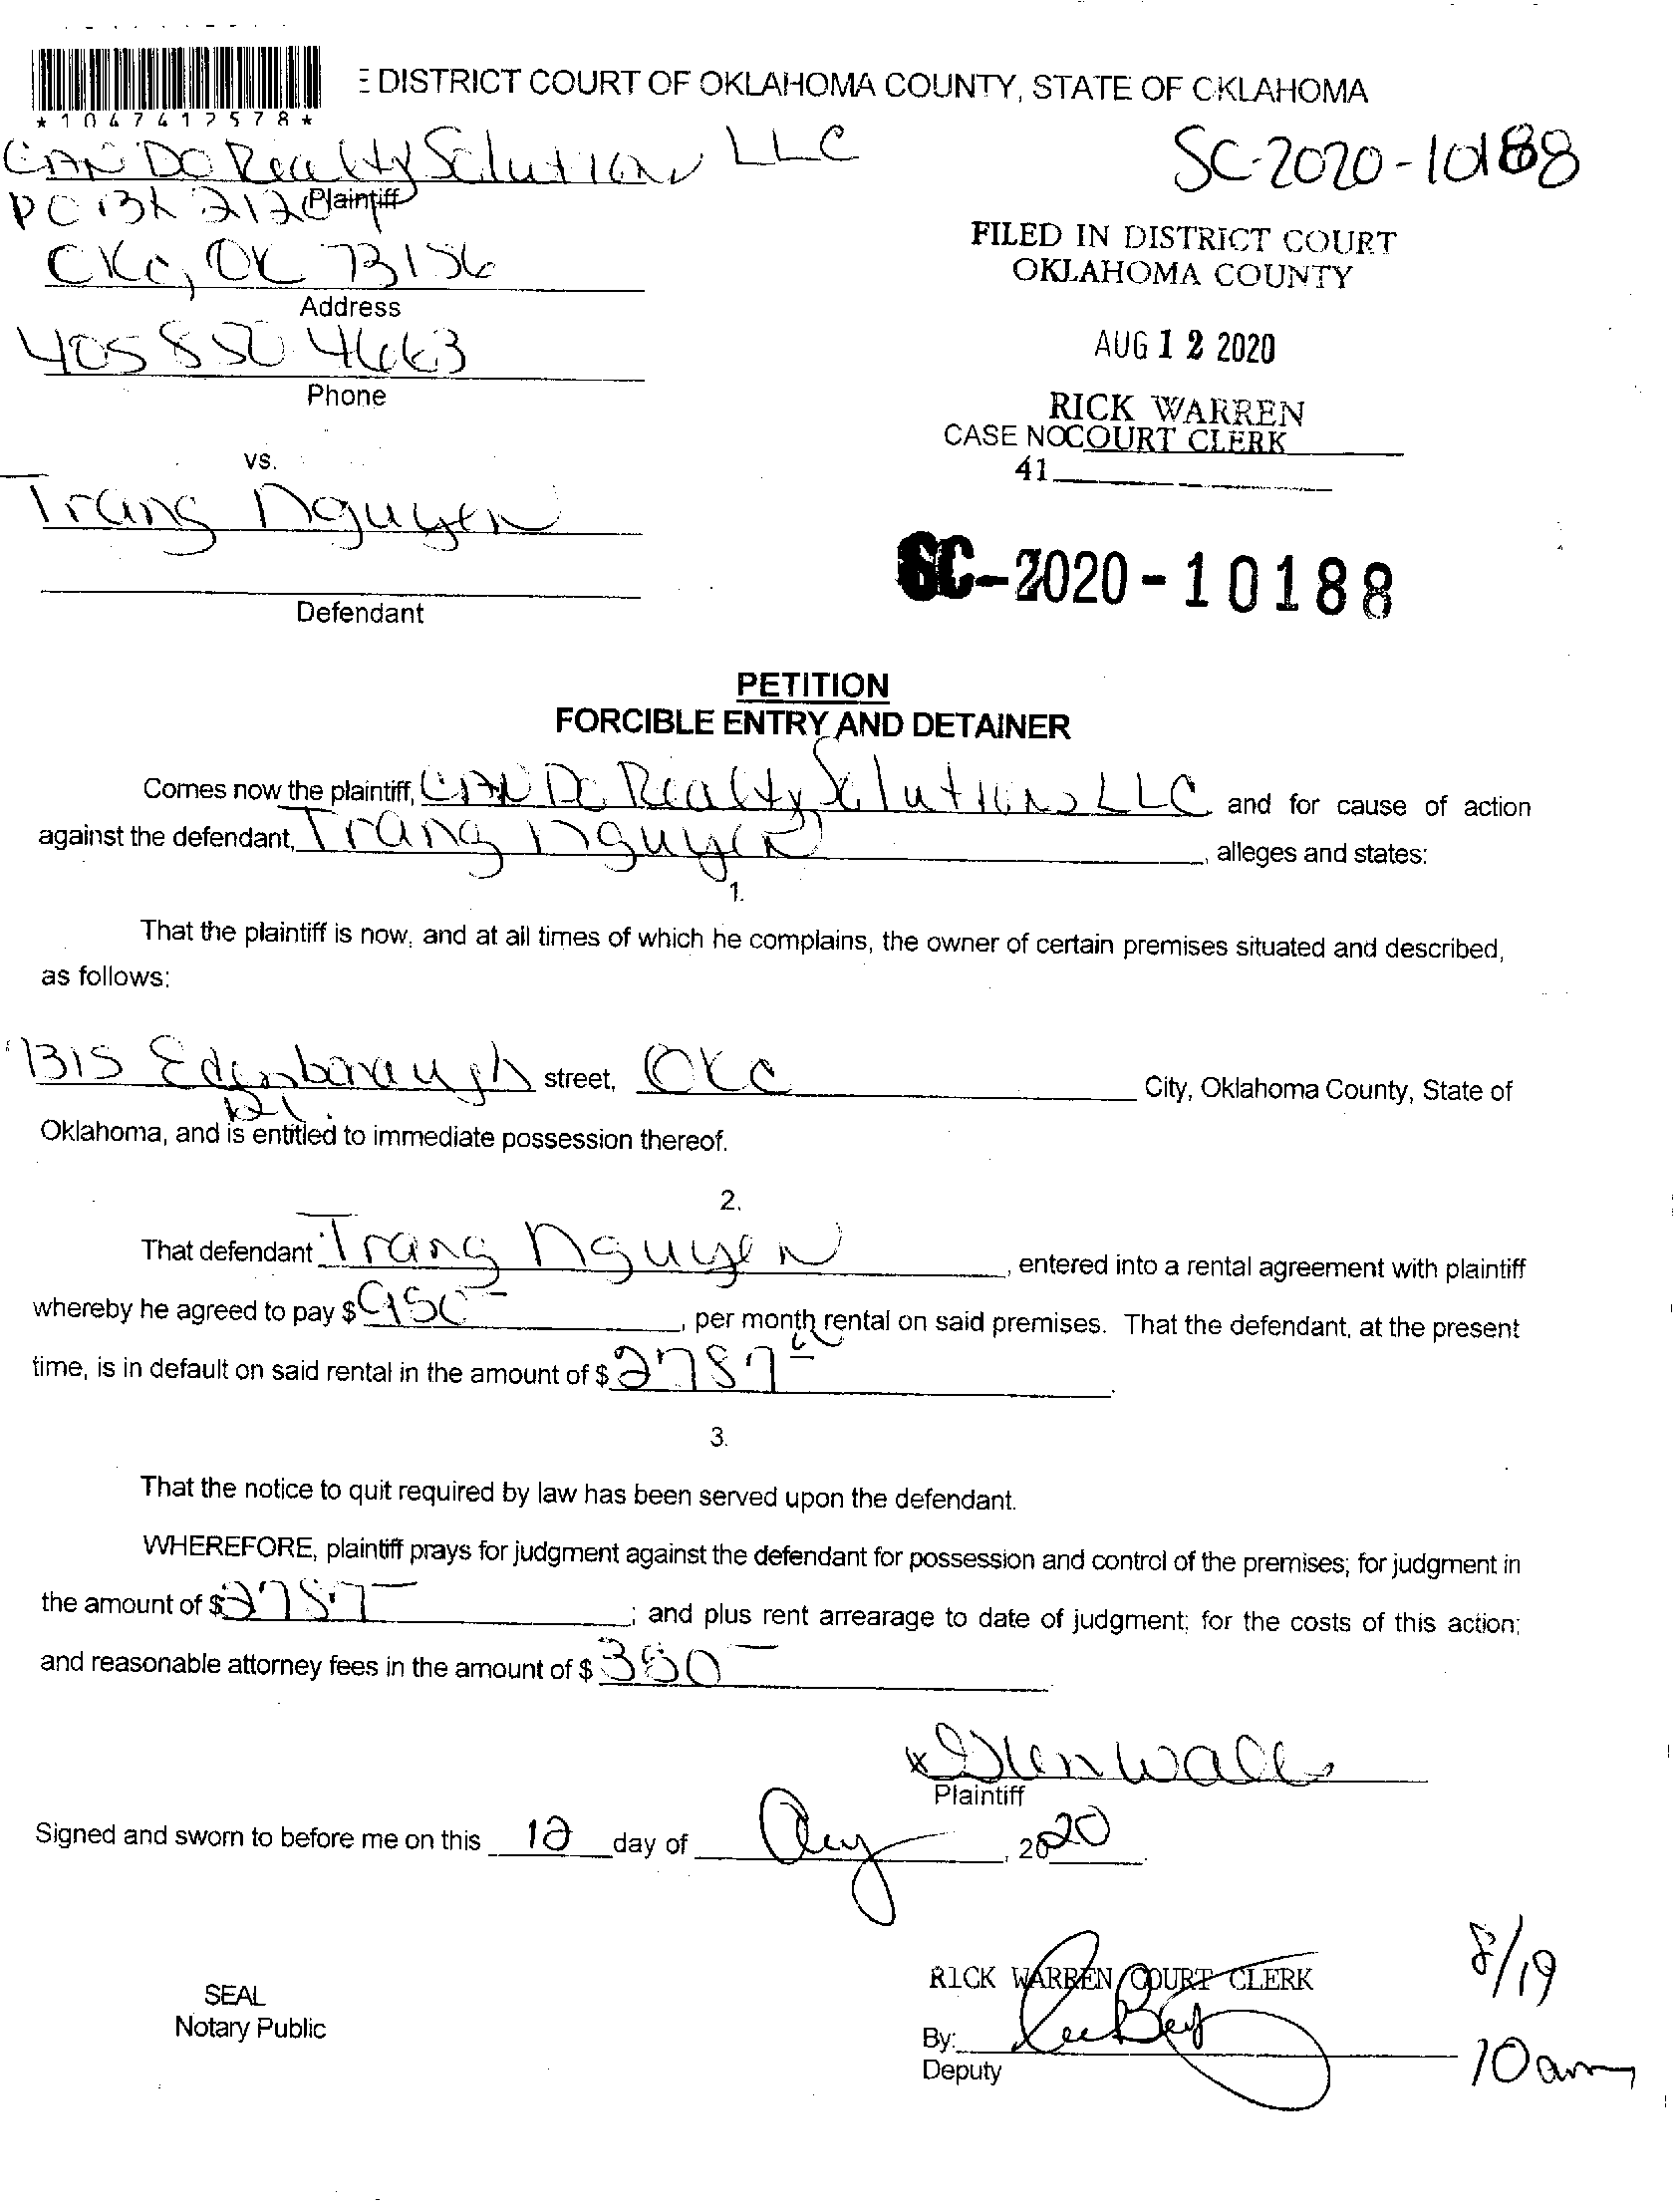 DISTRICT COURT OF OKLAHOMA COUNTY, STATE OF OKLAHOMA
*1047412578*
CAN DO Realty Solutions LLC
SC-2020-10188
Plaintiff
PO BX 2120
OKC, OK 73156
Address
405 850 4663
Phone
FILED IN DISTRICT COURT
OKLAHOMA COUNTY
AUG 12 2020
RICK WARREN
CASE NO COURT CLERK
41
vs.
Trang Nguyen
Defendant
SC-2020-10188
PETITION
FORCIBLE ENTRY AND DETAINER
Comes now the plaintiff, CAN DO Realty Solutions LLC and for cause of action
against the defendant, Trang Nguyen, alleges and states:
1.
That the plaintiff is now, and at all times of which he complains, the owner of certain premises situated and described,
as follows:
1315 Edinborough street, OKC City, Oklahoma County, State of
Dr.
Oklahoma, and is entitled to immediate possession thereof.
2.
That defendant Trang Nguyen, entered into a rental agreement with plaintiff
whereby he agreed to pay $950-, per month rental on said premises. That the defendant, at the present
time, is in default on said rental in the amount of $2787
3.
That the notice to quit required by law has been served upon the defendant.
WHEREFORE, plaintiff prays for judgment against the defendant for possession and control of the premises; for judgment in
the amount of $2787-; and plus rent arrearage to date of judgment; for the costs of this action;
and reasonable attorney fees in the amount of $350-
Plaintiff
Signed and sworn to before me on this 12 day of Aug, 2020
8/19
10am
RICK WARREN COURT CLERK
SEAL
Notary Public
By:
Deputy